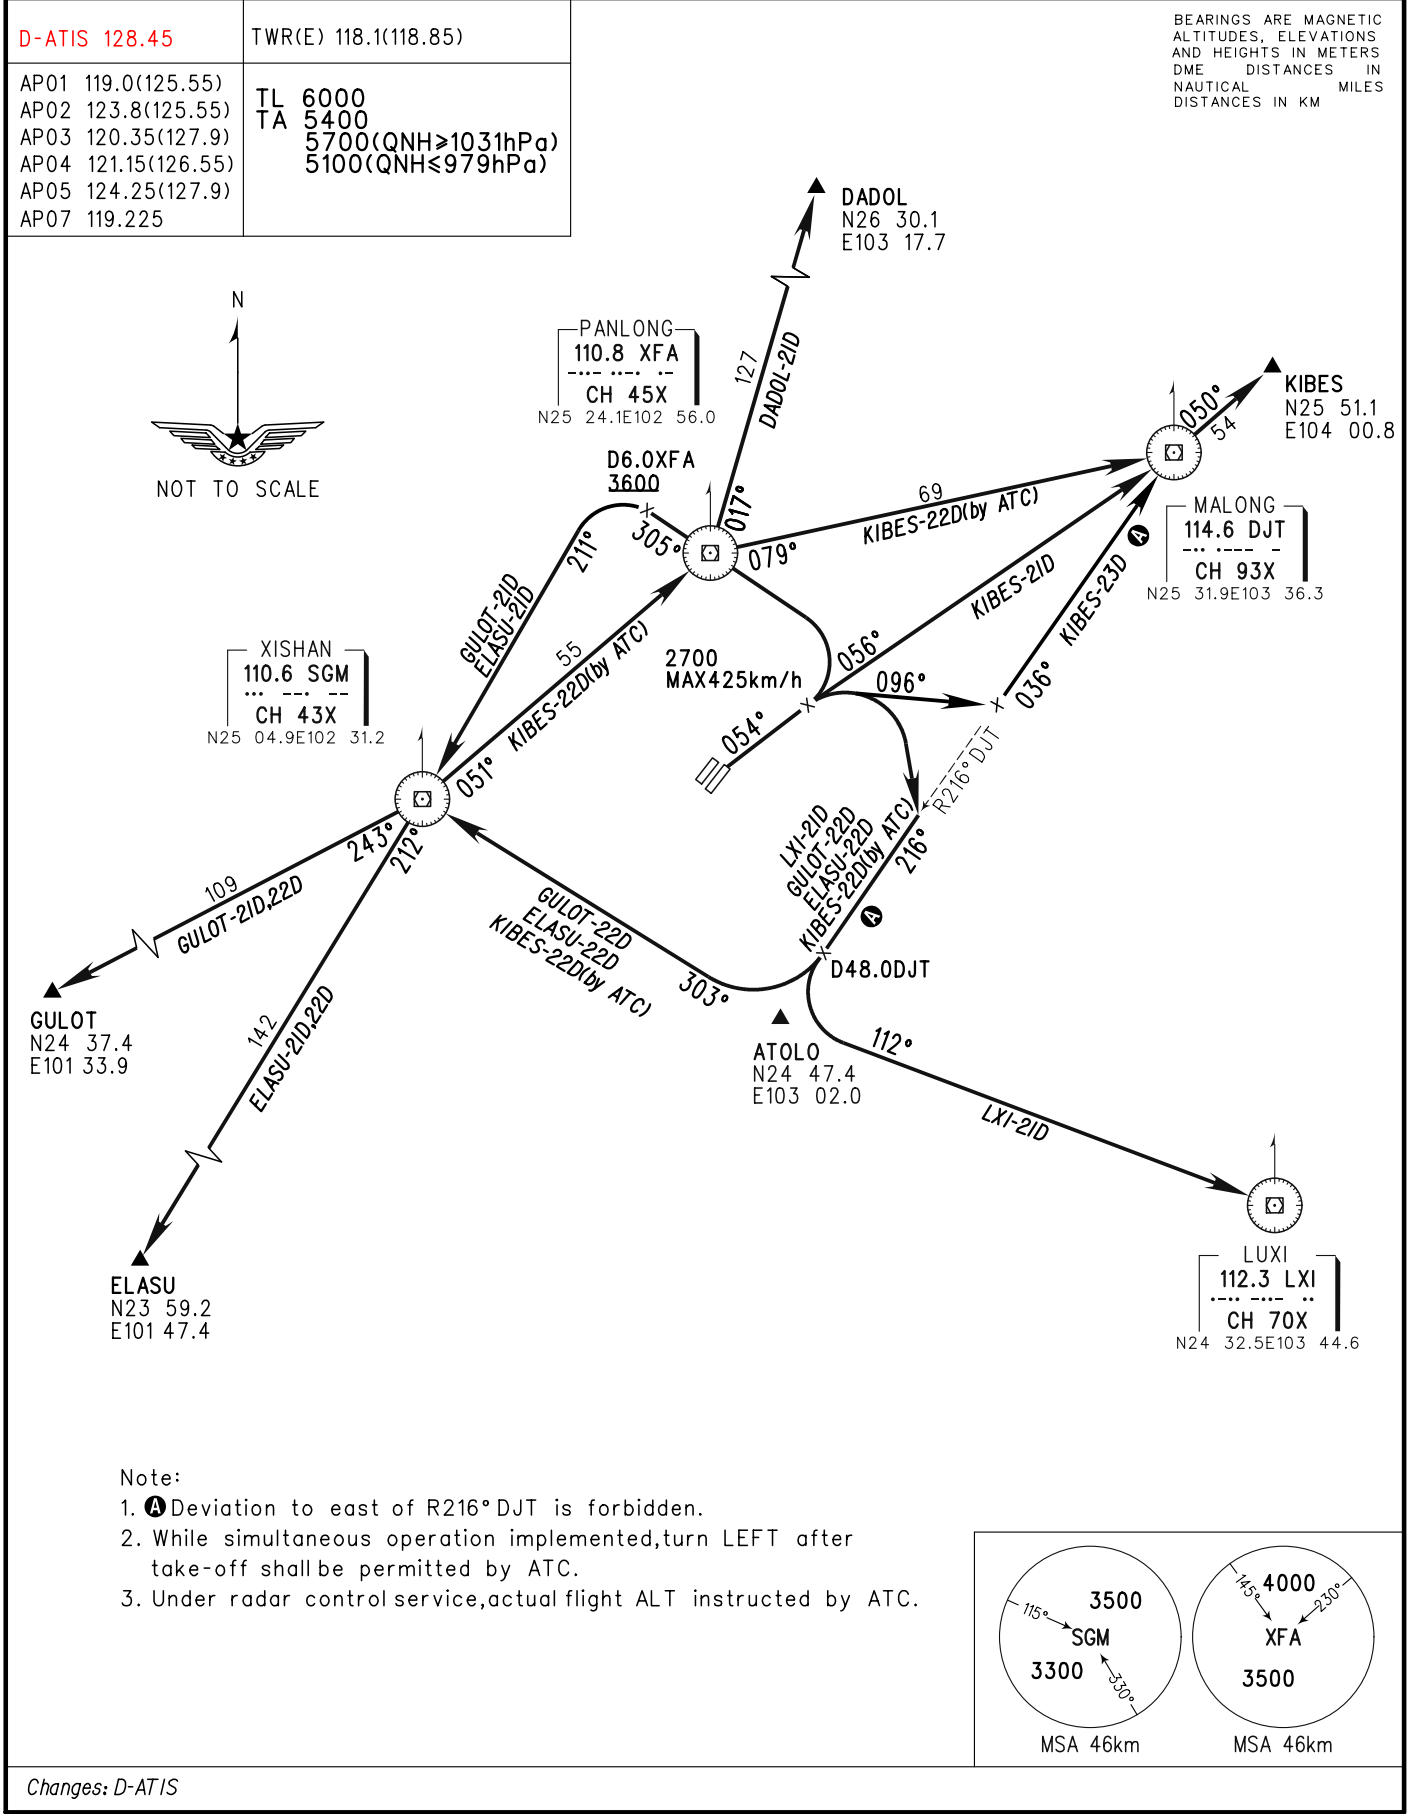 D-ATIS 128.45
TWR(E) 118.1(118.85)
AP01 119.0(125.55)
AP02 123.8(125.55)
AP03 120.35(127.9)
AP04 121.15(126.55)
AP05 124.25(127.9)
AP07 119.225
TL 6000
TA 5400
5700(QNH≥1031hPa)
5100(QNH≤979hPa)
BEARINGS ARE MAGNETIC
ALTITUDES, ELEVATIONS
AND HEIGHTS IN METERS
DME DISTANCES IN
NAUTICAL MILES
DISTANCES IN KM
N
NOT TO SCALE
DADOL
N26 30.1
E103 17.7
PANLONG
110.8 XFA
CH 45X
N25 24.1E102 56.0
127
DADOL-21D
KIBES
N25 51.1
E104 00.8
050°
54
D6.0XFA
3600
305°
017°
079°
69
KIBES-22D(by ATC)
MALONG
114.6 DJT
CH 93X
N25 31.9E103 36.3
211°
GULOT-21D
ELASU-21D
KIBES-21D
KIBES-23D
A
XISHAN
110.6 SGM
CH 43X
N25 04.9E102 31.2
55
KIBES-22D(by ATC)
051°
2700
MAX425km/h
056°
096°
036°
054°
R216°DJT
LXI-21D
GULOT-22D
ELASU-22D
KIBES-22D(by ATC)
216°
A
243°
212°
109
GULOT-21D,22D
GULOT-22D
ELASU-22D
KIBES-22D(by ATC)
303°
D48.0DJT
GULOT
N24 37.4
E101 33.9
142
ELASU-21D,22D
ATOLO
N24 47.4
E103 02.0
112°
LXI-21D
ELASU
N23 59.2
E101 47.4
LUXI
112.3 LXI
CH 70X
N24 32.5E103 44.6
Note:
1. A Deviation to east of R216°DJT is forbidden.
2. While simultaneous operation implemented,turn LEFT after
take-off shall be permitted by ATC.
3. Under radar control service,actual flight ALT instructed by ATC.
115°
3500
SGM
3300
330°
MSA 46km
145°
4000
230°
XFA
3500
MSA 46km
Changes: D-ATIS